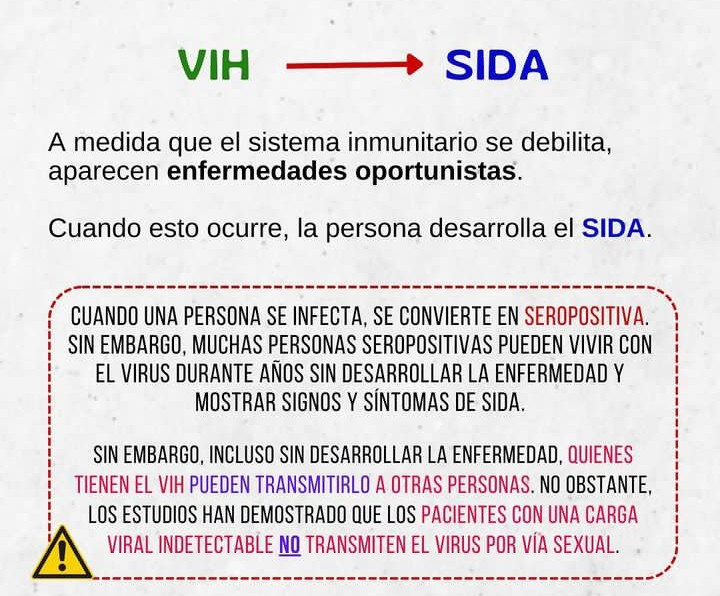 VIH → SIDA
A medida que el sistema inmunitario se debilita,
aparecen enfermedades oportunistas.
Cuando esto ocurre, la persona desarrolla el SIDA.
CUANDO UNA PERSONA SE INFECTA, SE CONVIERTE EN SEROPOSITIVA.
SIN EMBARGO, MUCHAS PERSONAS SEROPOSITIVAS PUEDEN VIVIR CON
EL VIRUS DURANTE AÑOS SIN DESARROLLAR LA ENFERMEDAD Y
MOSTRAR SIGNOS Y SÍNTOMAS DE SIDA.
SIN EMBARGO, INCLUSO SIN DESARROLLAR LA ENFERMEDAD, QUIENES
TIENEN EL VIH PUEDEN TRANSMITIRLO A OTRAS PERSONAS. NO OBSTANTE,
LOS ESTUDIOS HAN DEMOSTRADO QUE LOS PACIENTES CON UNA CARGA
VIRAL INDETECTABLE NO TRANSMITEN EL VIRUS POR VÍA SEXUAL.
!